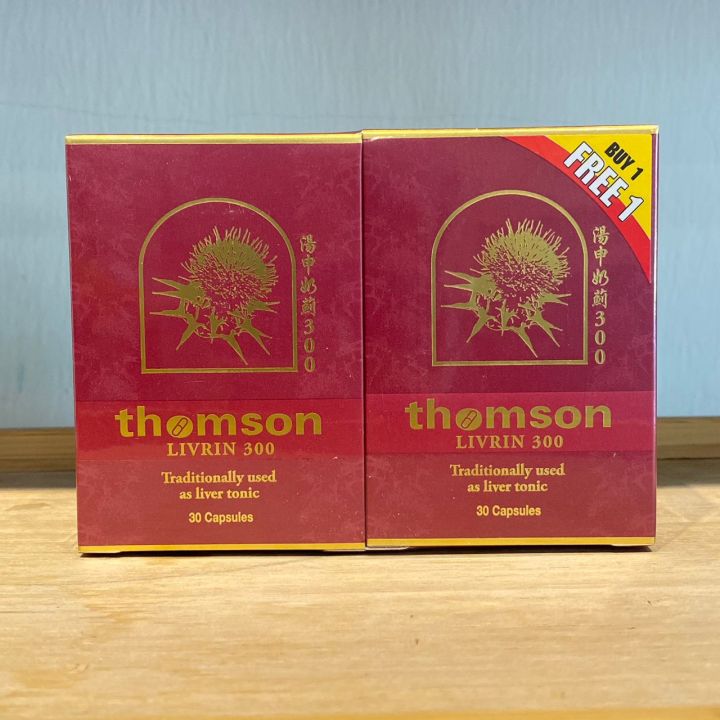 湯申奶薊300
thomson
LIVRIN 300
Traditionally used
as liver tonic
30 Capsules
BUY 1
FREE 1
湯申奶薊300
thomson
LIVRIN 300
Traditionally used
as liver tonic
30 Capsules